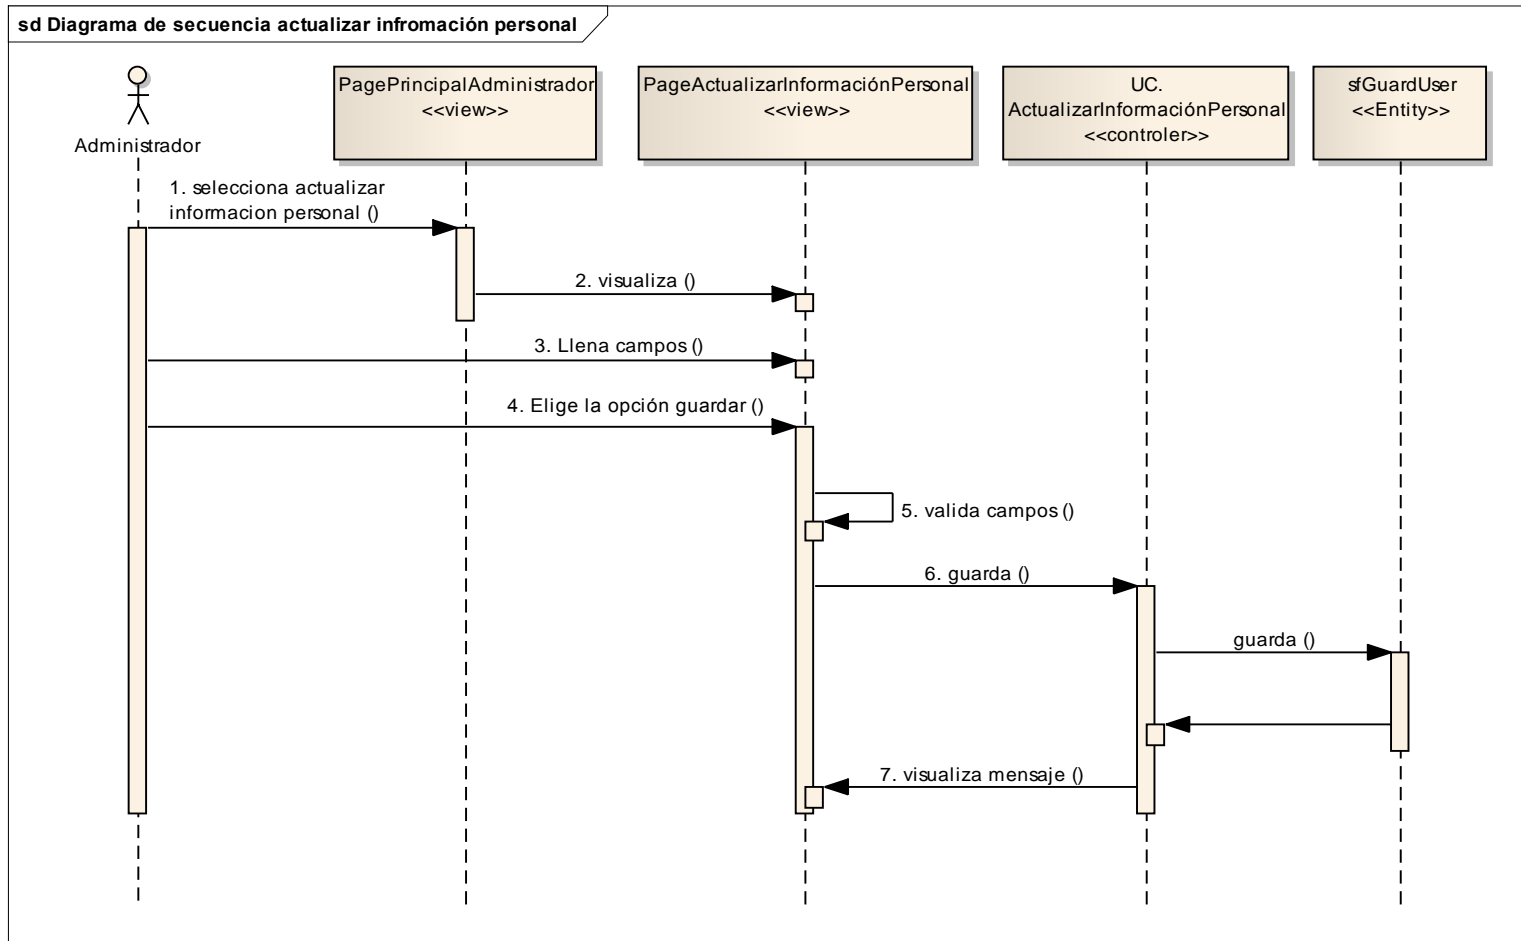 sd Diagrama de secuencia actualizar infromación personal
Administrador
PagePrincipalAdministrador
<<view>>
PageActualizarInformaciónPersonal
<<view>>
UC.
ActualizarInformaciónPersonal
<<controler>>
sfGuardUser
<<Entity>>
1. selecciona actualizar
informacion personal ()
2. visualiza ()
3. Llena campos ()
4. Elige la opción guardar ()
5. valida campos ()
6. guarda ()
guarda ()
7. visualiza mensaje ()